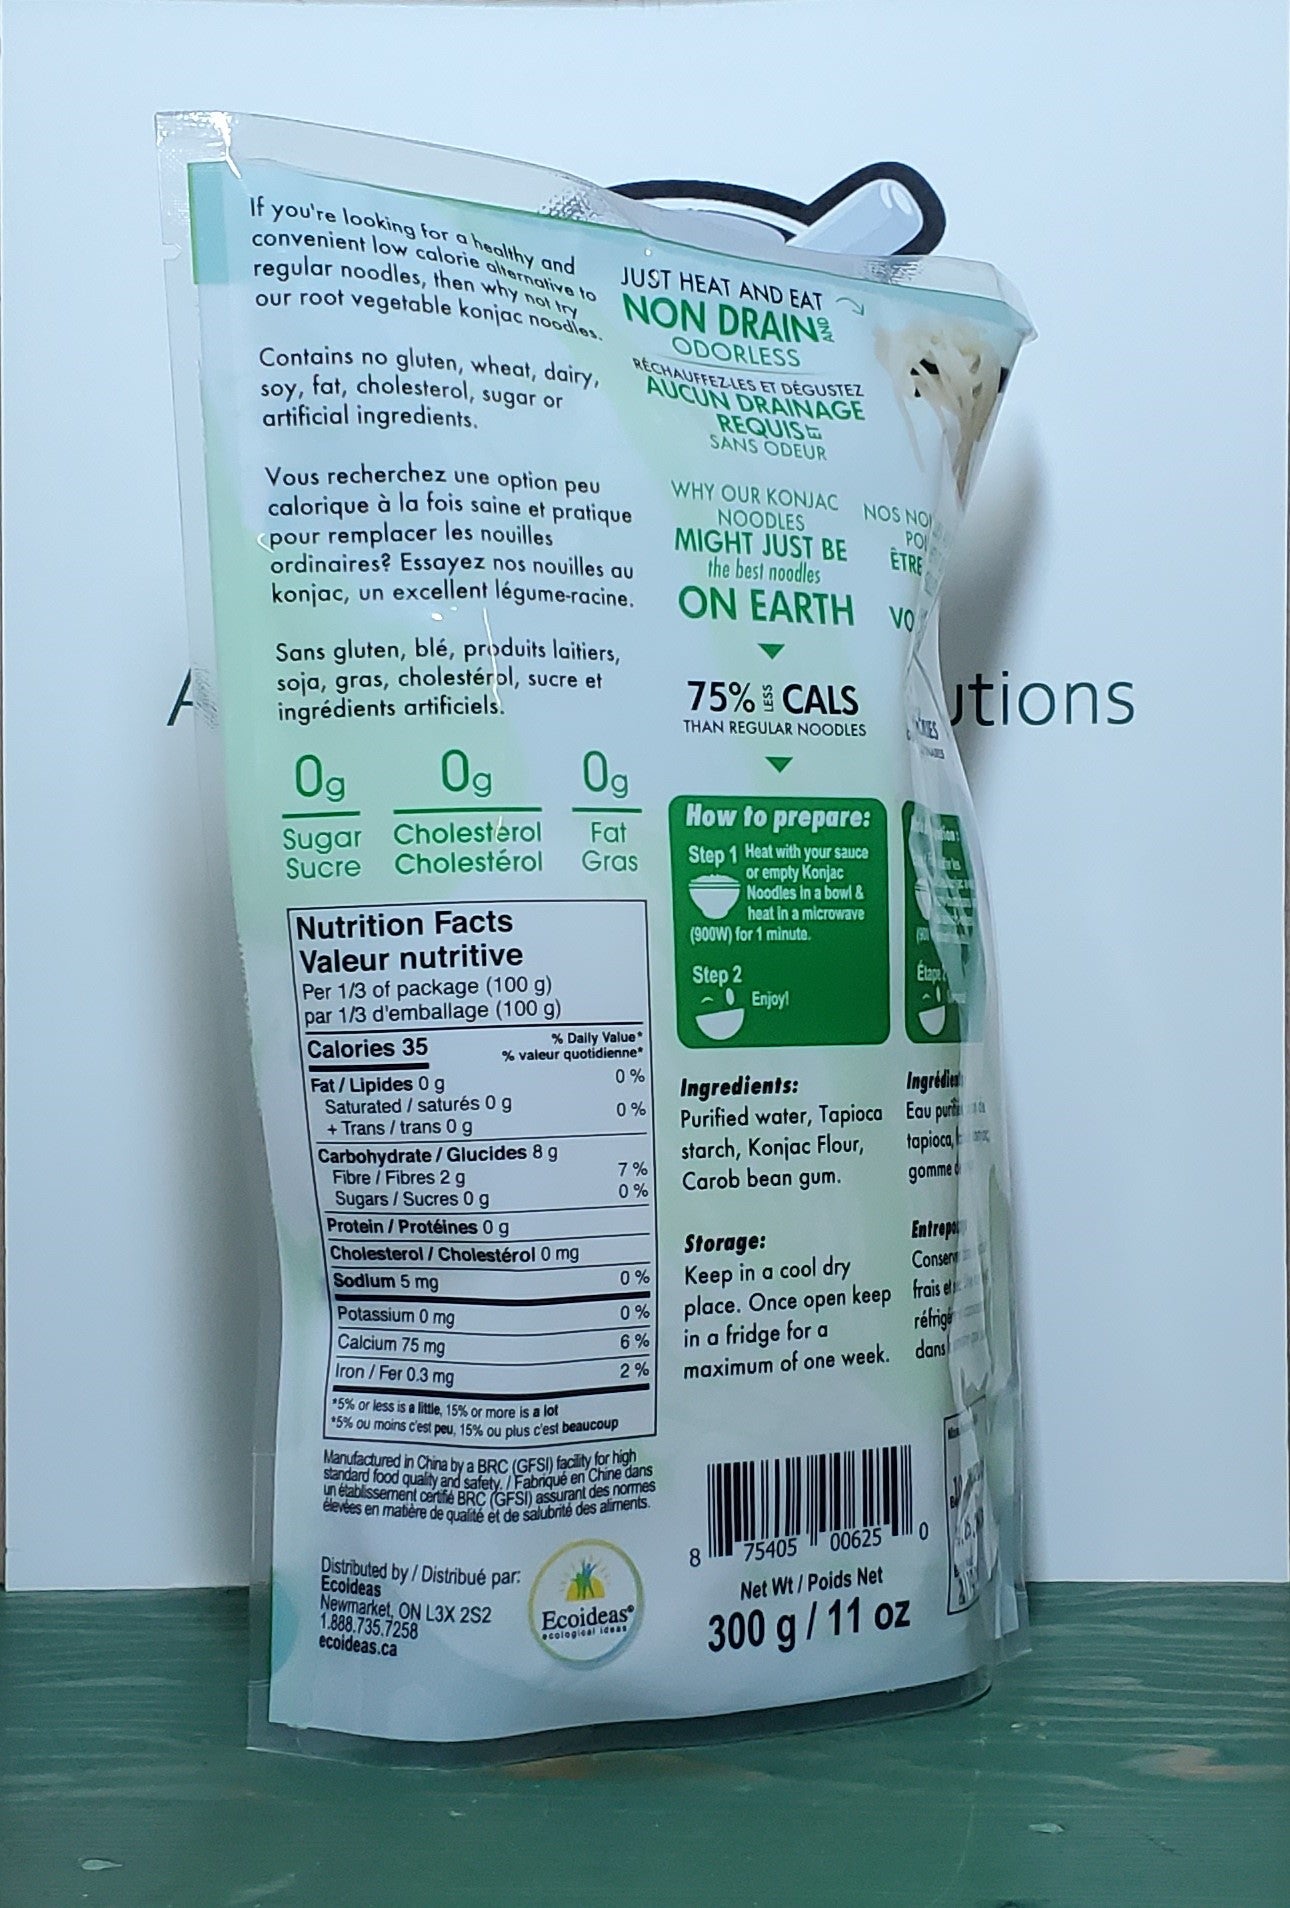 If you're looking for a healthy and
convenient low calorie alternative to
regular noodles, then why not try
our root vegetable konjac noodles.
Contains no gluten, wheat, dairy,
soy, fat, cholesterol, sugar or
artificial ingredients.
Vous recherchez une option peu
calorique à la fois saine et pratique
pour remplacer les nouilles
ordinaires? Essayez nos nouilles au
konjac, un excellent légume-racine.
Sans gluten, blé, produits laitiers,
soja, gras, cholestérol, sucre et
ingrédients artificiels.
0g 0g 0g
Sugar Cholesterol Fat
Sucre Cholestérol Gras
Nutrition Facts
Valeur nutritive
Per 1/3 of package (100 g)
par 1/3 d'emballage (100 g)
% Daily Value*
Calories 35 % valeur quotidienne*
Fat / Lipides 0 g 0 %
Saturated / saturés 0 g 0 %
+ Trans / trans 0 g
Carbohydrate / Glucides 8 g
Fibre / Fibres 2 g 7 %
Sugars / Sucres 0 g 0 %
Protein / Protéines 0 g
Cholesterol / Cholestérol 0 mg
Sodium 5 mg 0 %
Potassium 0 mg 0 %
Calcium 75 mg 6 %
Iron / Fer 0.3 mg 2 %
*5% or less is a little, 15% or more is a lot
*5% ou moins c'est peu, 15% ou plus c'est beaucoup
Manufactured in China by a BRC (GFSI) facility for high
standard food quality and safety. / Fabriqué en Chine dans
un établissement certifié BRC (GFSI) assurant des normes
élevées en matière de qualité et de salubrité des aliments.
Distributed by / Distribué par:
Ecoideas
Newmarket, ON L3X 2S2
1.888.735.7258
ecoideas.ca
Ecoideas®
ecological ideas
JUST HEAT AND EAT
NON DRAIN AND
ODORLESS
RÉCHAUFFEZ-LES ET DÉGUSTEZ
AUCUN DRAINAGE
REQUIS ET
SANS ODEUR
WHY OUR KONJAC
NOODLES
MIGHT JUST BE
the best noodles
ON EARTH
75% LESS CALS
THAN REGULAR NOODLES
How to prepare:
Step 1 Heat with your sauce
or empty Konjac
Noodles in a bowl &
heat in a microwave
(900W) for 1 minute.
Step 2
Enjoy!
Ingredients:
Purified water, Tapioca
starch, Konjac Flour,
Carob bean gum.
Storage:
Keep in a cool dry
place. Once open keep
in a fridge for a
maximum of one week.
8 75405 00625 0
Net Wt / Poids Net
300 g / 11 oz
NOS
ÊTRE
Étape
Eau
tapioca,
gomme
frais et
dans
utions